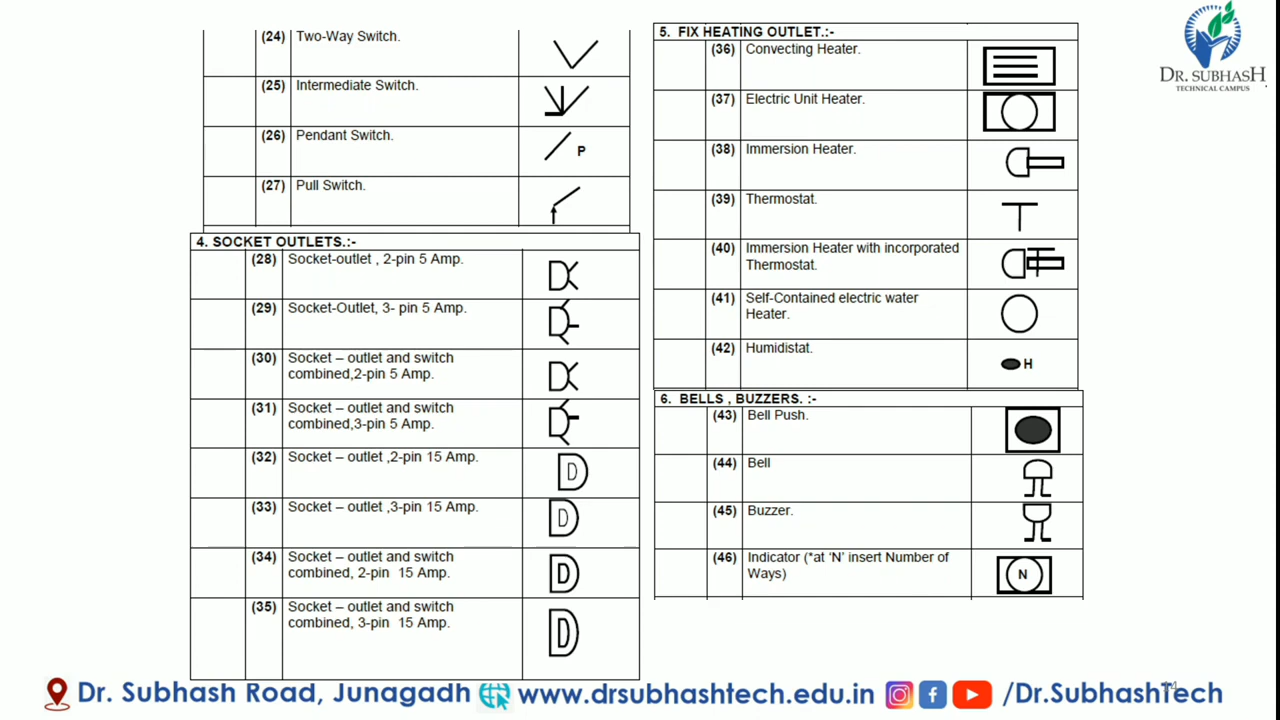 (24) Two-Way Switch.
(25) Intermediate Switch.
(26) Pendant Switch. P
(27) Pull Switch.
4. SOCKET OUTLETS.:-
(28) Socket-outlet , 2-pin 5 Amp.
(29) Socket-Outlet, 3- pin 5 Amp.
(30) Socket – outlet and switch
combined,2-pin 5 Amp.
(31) Socket – outlet and switch
combined,3-pin 5 Amp.
(32) Socket – outlet ,2-pin 15 Amp.
(33) Socket – outlet ,3-pin 15 Amp.
(34) Socket – outlet and switch
combined, 2-pin 15 Amp.
(35) Socket – outlet and switch
combined, 3-pin 15 Amp.
5. FIX HEATING OUTLET.:-
(36) Convecting Heater.
(37) Electric Unit Heater.
(38) Immersion Heater.
(39) Thermostat.
(40) Immersion Heater with incorporated
Thermostat.
(41) Self-Contained electric water
Heater.
(42) Humidistat. H
6. BELLS , BUZZERS. :-
(43) Bell Push.
(44) Bell
(45) Buzzer.
(46) Indicator (*at ‘N’ insert Number of
Ways) N
DR. SUBHASH
TECHNICAL CAMPUS
Dr. Subhash Road, Junagadh www.drsubhashtech.edu.in /Dr.SubhashTech
14